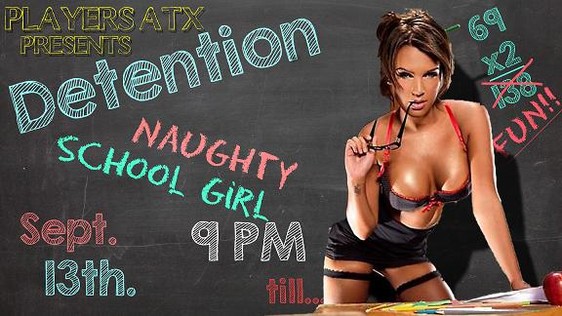 PLAYERS ATX
PRESENTS
Detention
NAUGHTY
SCHOOL GIRL
Sept.
13th.
9 PM
till...
69
x2
138
FUN!!